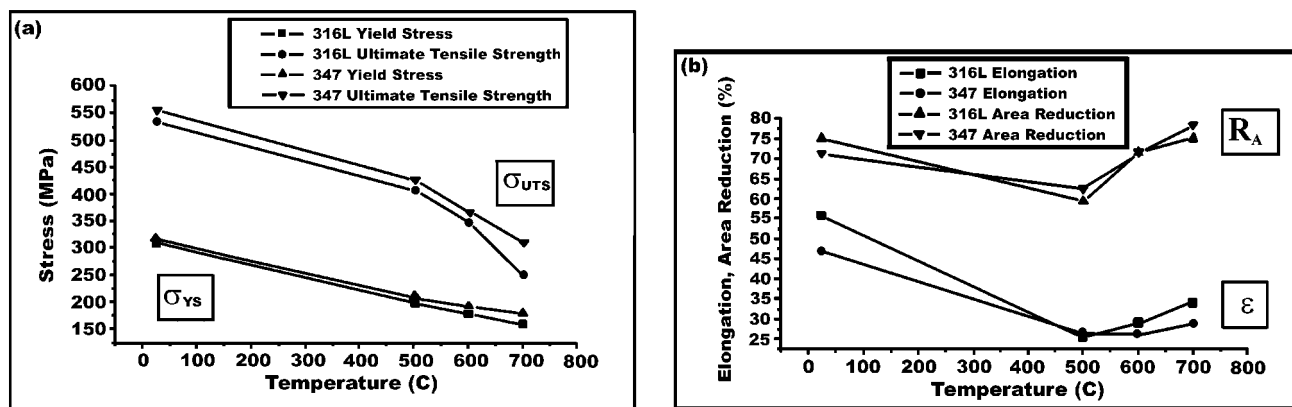 (a)
316L Yield Stress
316L Ultimate Tensile Strength
347 Yield Stress
347 Ultimate Tensile Strength
Stress (MPa)
600
550
500
450
400
350
300
250
200
150
σUTS
σYS
0 100 200 300 400 500 600 700 800
Temperature (C)
(b)
316L Elongation
347 Elongation
316L Area Reduction
347 Area Reduction
Elongation, Area Reduction (%)
80
75
70
65
60
55
50
45
40
35
30
25
RA
ε
0 100 200 300 400 500 600 700 800
Temperature (C)